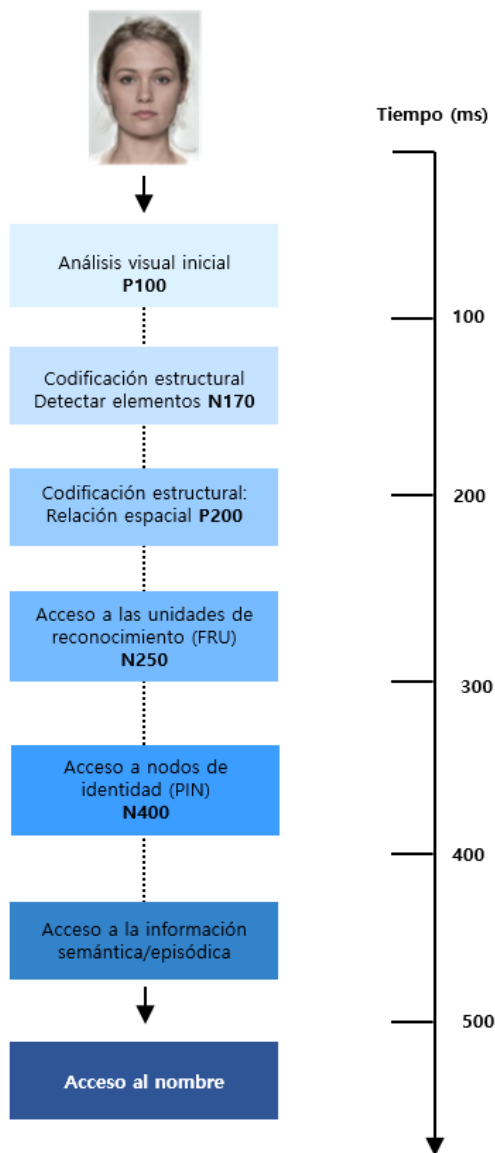 Tiempo (ms)
Análisis visual inicial
P100
100
Codificación estructural
Detectar elementos N170
Codificación estructural:
Relación espacial P200
200
Acceso a las unidades de
reconocimiento (FRU)
N250
300
Acceso a nodos de
identidad (PIN)
N400
400
Acceso a la información
semántica/episódica
500
Acceso al nombre